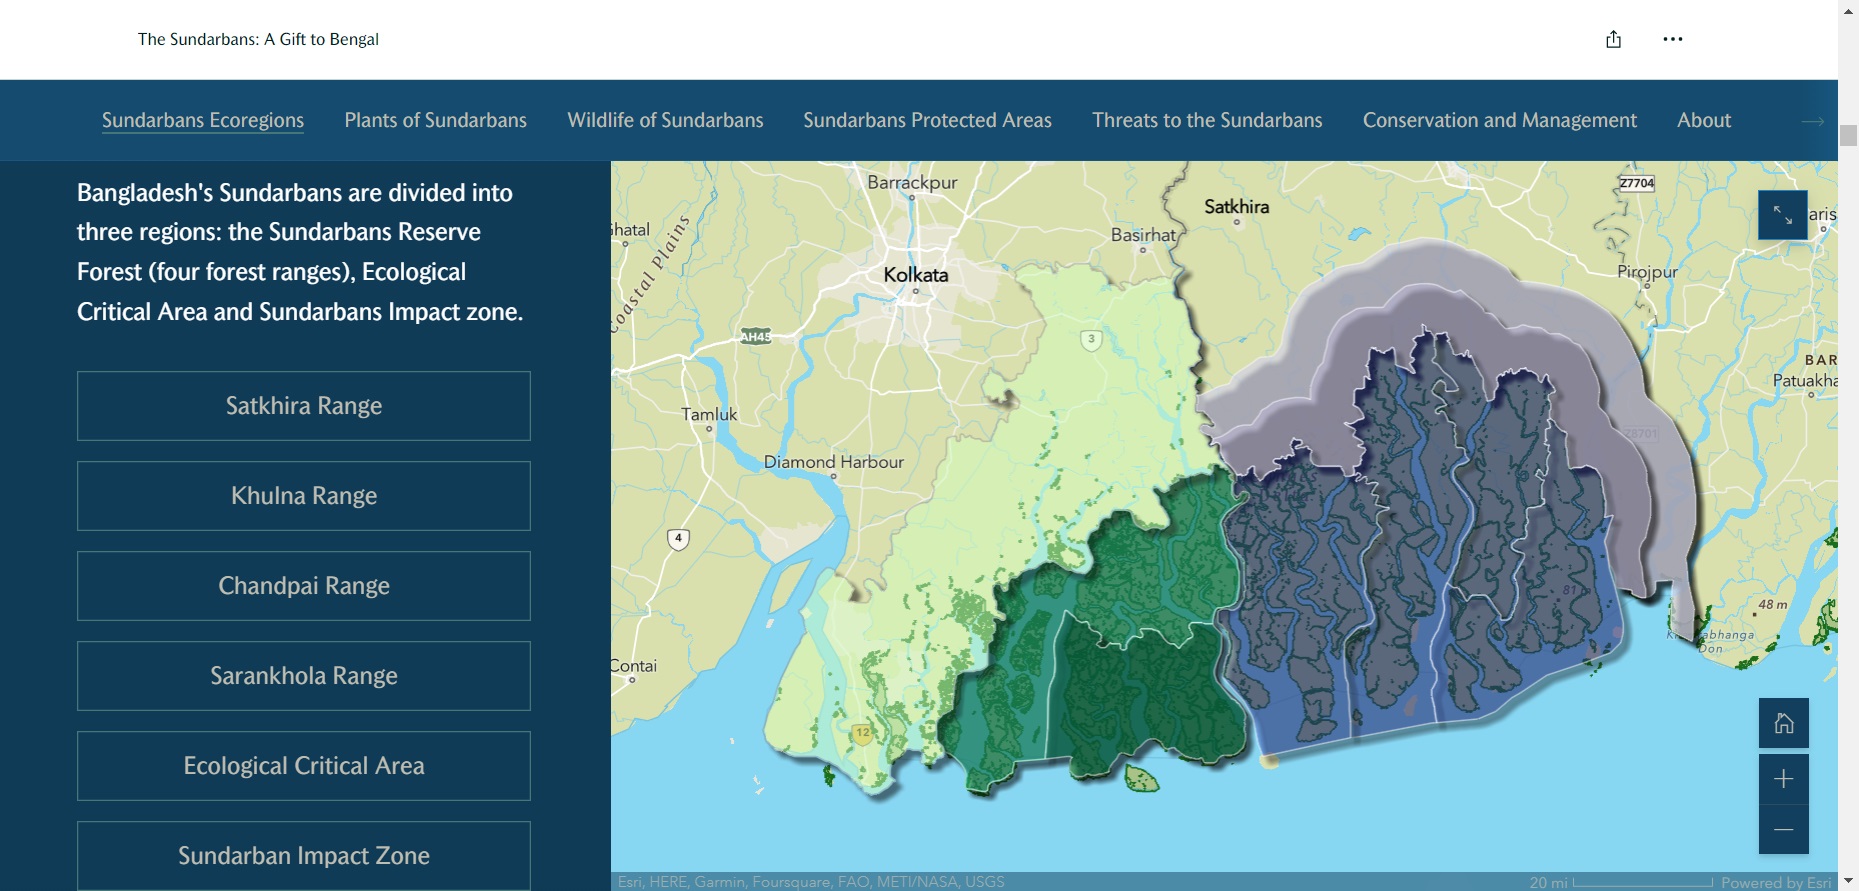 The Sundarbans: A Gift to Bengal
Sundarbans Ecoregions
Plants of Sundarbans
Wildlife of Sundarbans
Sundarbans Protected Areas
Threats to the Sundarbans
Conservation and Management
About
Bangladesh's Sundarbans are divided into
three regions: the Sundarbans Reserve
Forest (four forest ranges), Ecological
Critical Area and Sundarbans Impact zone.
Satkhira Range
Khulna Range
Chandpai Range
Sarankhola Range
Ecological Critical Area
Sundarban Impact Zone
Barrackpur
Z7704
Satkhira
aris
hatal
Basirhat
oastal Plains
Kolkata
Pirojpur
AH45
3
BAR
Patuakha
Tamluk
Z8701
Diamond Harbour
4
81
48 m
abhanga
Don
Contai
12
Esri, HERE, Garmin, Foursquare, FAO, METI/NASA, USGS
20 mi
Powered by Esri